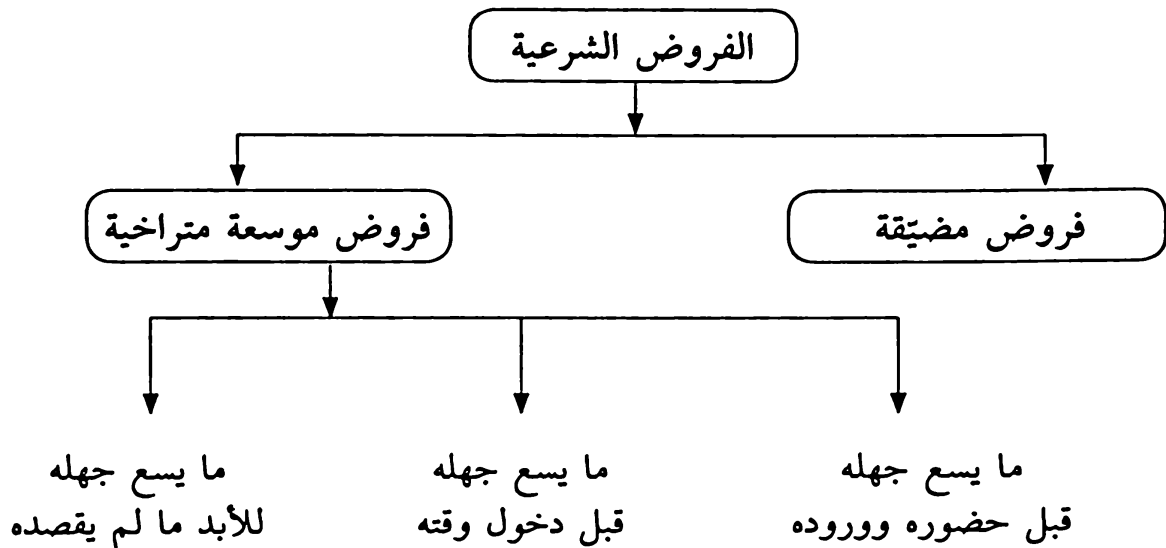 الفروض الشرعية
فروض مضيّقة
فروض موسعة متراخية
ما يسع جهله
قبل حضوره ووروده
ما يسع جهله
قبل دخول وقته
ما يسع جهله
للأبد ما لم يقصده